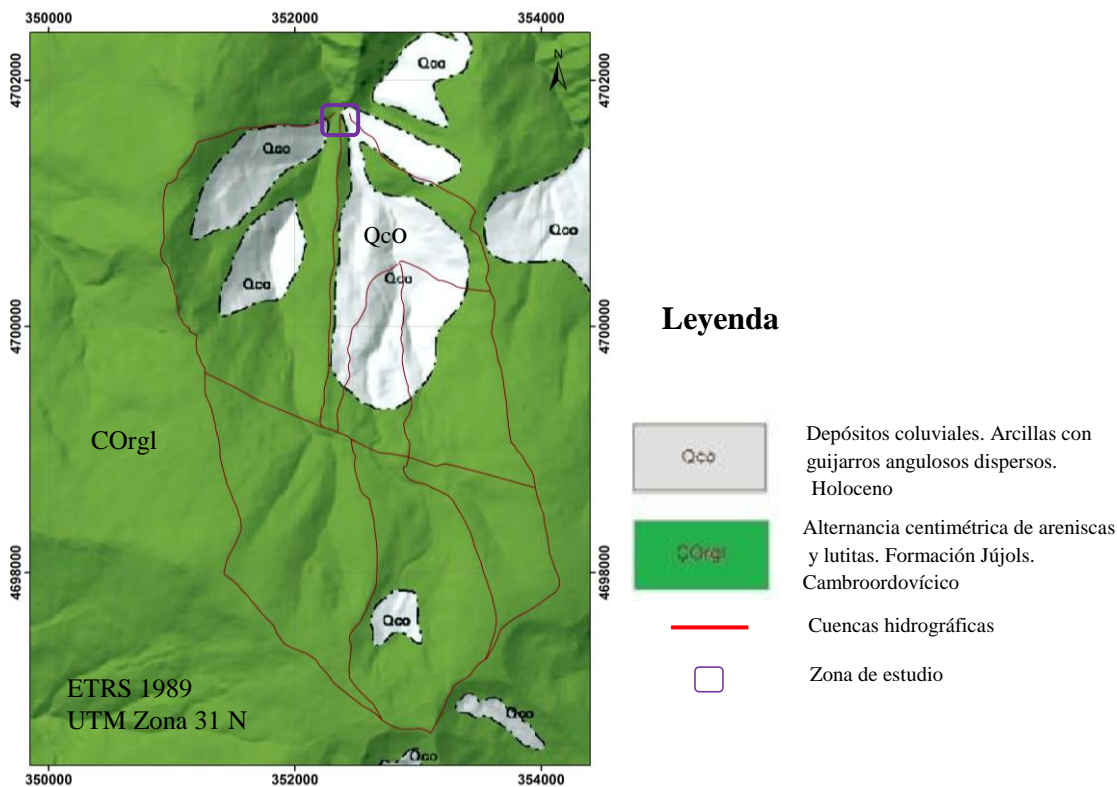 350000 352000 354000
4702000 4702000
N
Qco
Qco
Qco
QcO
Qco
Qco
4700000 4700000
COrgl
4698000 4698000
Qco
Qco
Qco
ETRS 1989
UTM Zona 31 N
350000 352000 354000
Leyenda
Qco
Depósitos coluviales. Arcillas con
guijarros angulosos dispersos.
Holoceno
COrgl
Alternancia centimétrica de areniscas
y lutitas. Formación Jújols.
Cambroordovícico
Cuencas hidrográficas
Zona de estudio